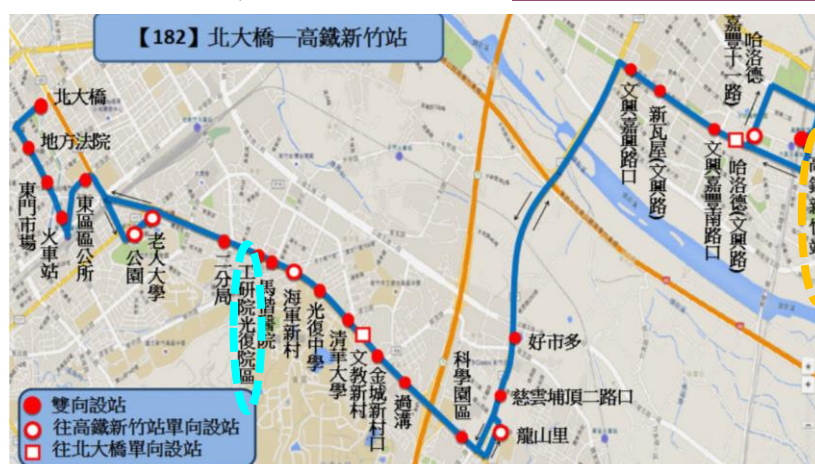 【182】北大橋—高鐵新竹站
北大橋
地方法院
東門市場
火車站
東區區公所
公園
老人大學
二分局
工研院光復院區
馬偕醫院
海軍新村
光復中學
清華大學
文教新村
金城新村口
過溝
科學園區
龍山里
慈雲埔頂二路口
好市多
文興嘉興路口
新瓦屋(文興路)
文興嘉豐南路口
哈洛德(文興路)
哈洛德
嘉豐十一路)
高鐵新竹站
雙向設站
往高鐵新竹站單向設站
往北大橋單向設站